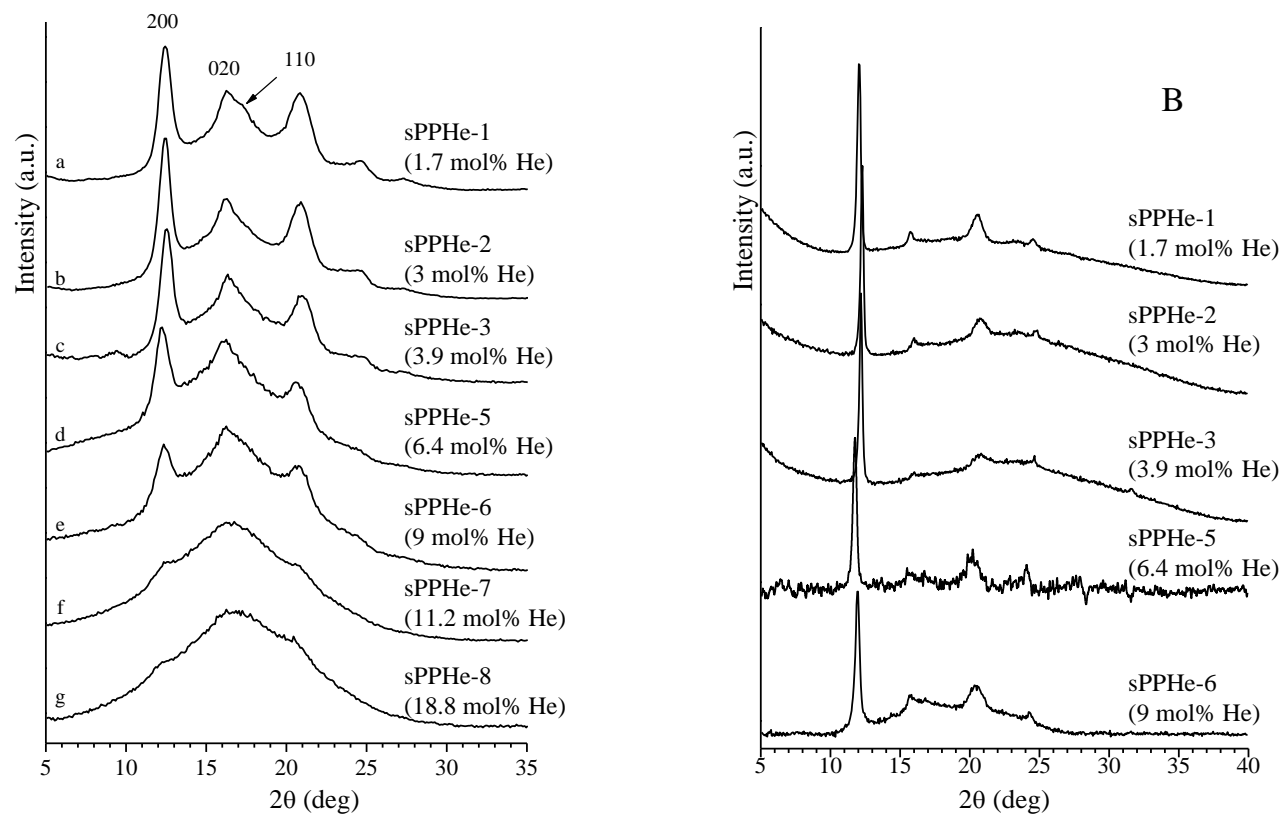 200
020
110
Intensity (a.u.)
a
sPPHe-1
(1.7 mol% He)
b
sPPHe-2
(3 mol% He)
c
sPPHe-3
(3.9 mol% He)
d
sPPHe-5
(6.4 mol% He)
e
sPPHe-6
(9 mol% He)
f
sPPHe-7
(11.2 mol% He)
g
sPPHe-8
(18.8 mol% He)
5 10 15 20 25 30 35
2θ (deg)
B
Intensity (a.u.)
sPPHe-1
(1.7 mol% He)
sPPHe-2
(3 mol% He)
sPPHe-3
(3.9 mol% He)
sPPHe-5
(6.4 mol% He)
sPPHe-6
(9 mol% He)
5 10 15 20 25 30 35 40
2θ (deg)